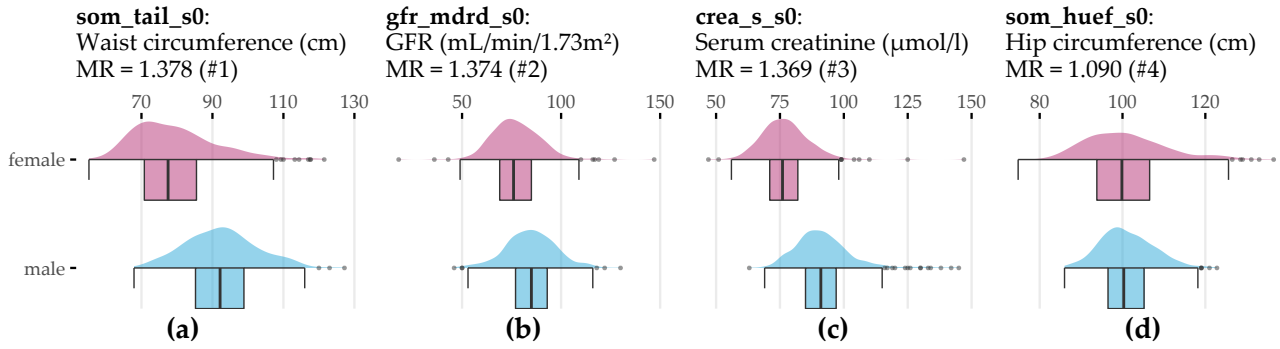 som_tail_s0:
Waist circumference (cm)
MR = 1.378 (#1)
70 90 110 130
gfr_mdrd_s0:
GFR (mL/min/1.73m²)
MR = 1.374 (#2)
50 100 150
crea_s_s0:
Serum creatinine (μmol/l)
MR = 1.369 (#3)
50 75 100 125 150
som_huef_s0:
Hip circumference (cm)
MR = 1.090 (#4)
80 100 120
female
male
(a)
(b)
(c)
(d)